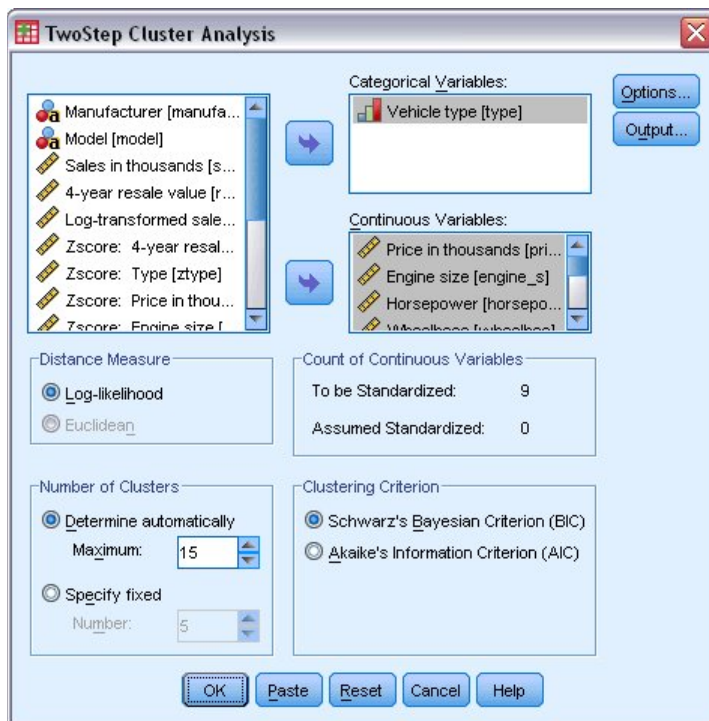 TwoStep Cluster Analysis
Manufacturer [manufa...
Model [model]
Sales in thousands [s...
4-year resale value [r...
Log-transformed sale...
Zscore: 4-year resal...
Zscore: Type [ztype]
Zscore: Price in thou...
Zscore: Engine size [
Categorical Variables:
Vehicle type [type]
Continuous Variables:
Price in thousands [pri...
Engine size [engine_s]
Horsepower [horsepo...
Options...
Output...
Distance Measure
Log-likelihood
Euclidean
Count of Continuous Variables
To be Standardized: 9
Assumed Standardized: 0
Number of Clusters
Determine automatically
Maximum: 15
Specify fixed
Number: 5
Clustering Criterion
Schwarz's Bayesian Criterion (BIC)
Akaike's Information Criterion (AIC)
OK Paste Reset Cancel Help